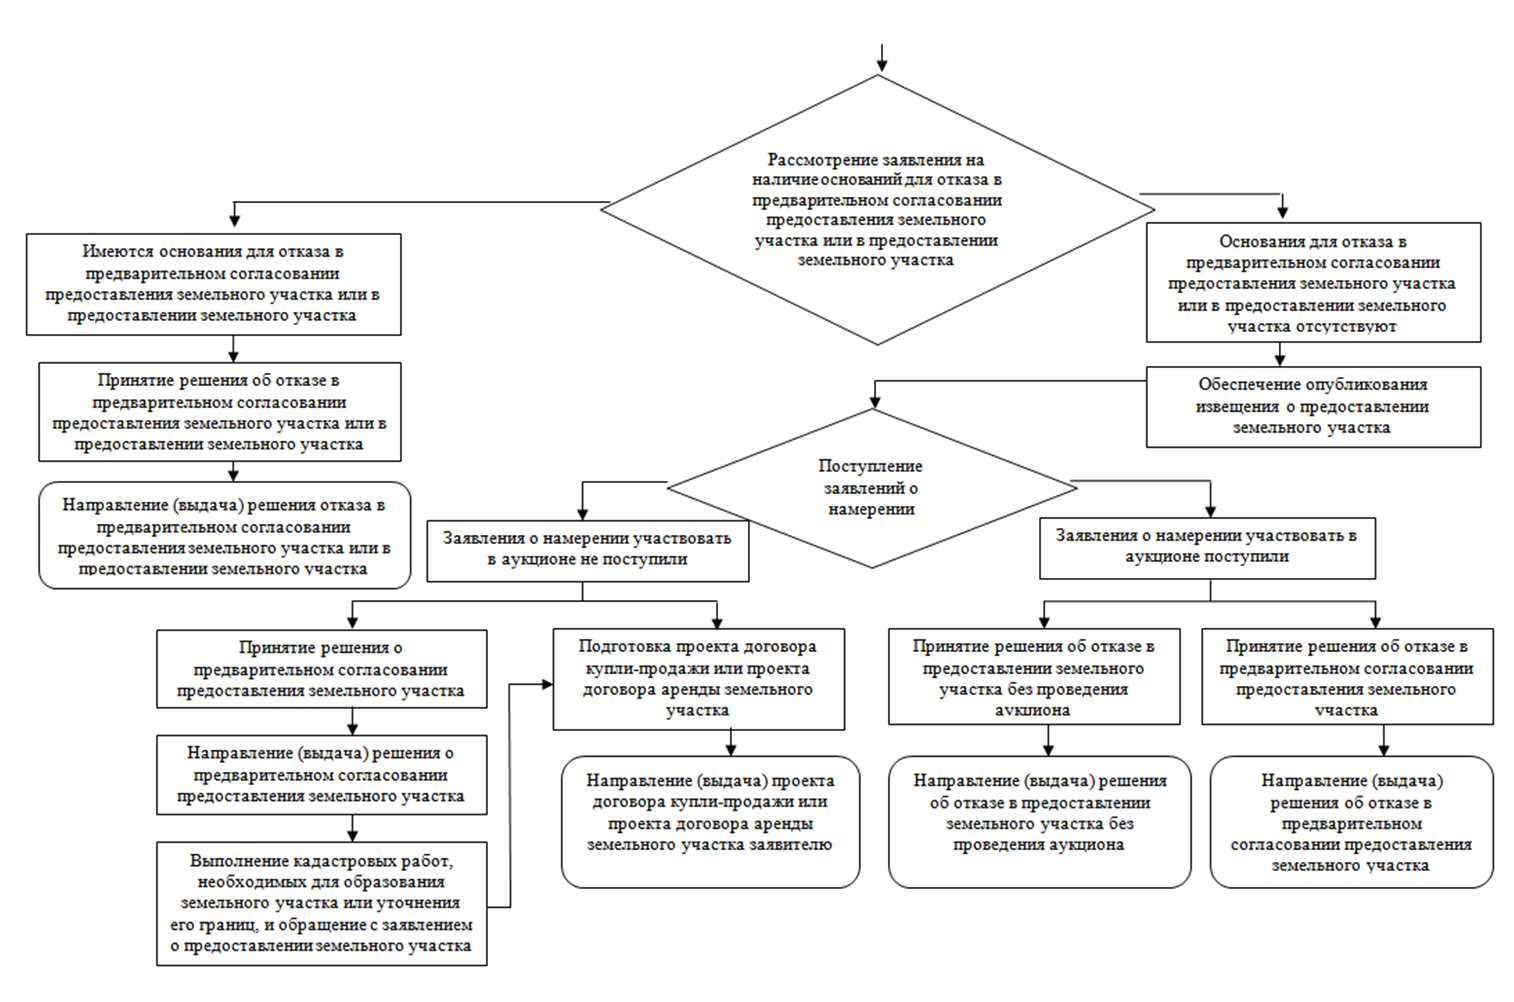 Рассмотрение заявления на
наличие оснований для отказа в
предварительном согласовании
предоставления земельного
участка или в предоставлении
земельного участка
Имеются основания для отказа в
предварительном согласовании
предоставления земельного участка или в
предоставлении земельного участка
Основания для отказа в
предварительном согласовании
предоставления земельного участка
или в предоставлении земельного
участка отсутствуют
Принятие решения об отказе в
предварительном согласовании
предоставления земельного участка или в
предоставлении земельного участка
Обеспечение опубликования
извещения о предоставлении
земельного участка
Направление (выдача) решения отказа в
предварительном согласовании
предоставления земельного участка или в
предоставлении земельного участка
Поступление
заявлений о
намерении
Заявления о намерении участвовать
в аукционе не поступили
Заявления о намерении участвовать в
аукционе поступили
Принятие решения о
предварительном согласовании
предоставления земельного участка
Подготовка проекта договора
купли-продажи или проекта
договора аренды земельного
участка
Принятие решения об отказе в
предоставлении земельного
участка без проведения
аукциона
Принятие решения об отказе в
предварительном согласовании
предоставления земельного
участка
Направление (выдача) решения о
предварительном согласовании
предоставления земельного участка
Направление (выдача) проекта
договора купли-продажи или
проекта договора аренды
земельного участка заявителю
Направление (выдача) решения
об отказе в предоставлении
земельного участка без
проведения аукциона
Направление (выдача)
решения об отказе в
предварительном
согласовании предоставления
земельного участка
Выполнение кадастровых работ,
необходимых для образования
земельного участка или уточнения
его границ, и обращение с заявлением
о предоставлении земельного участка